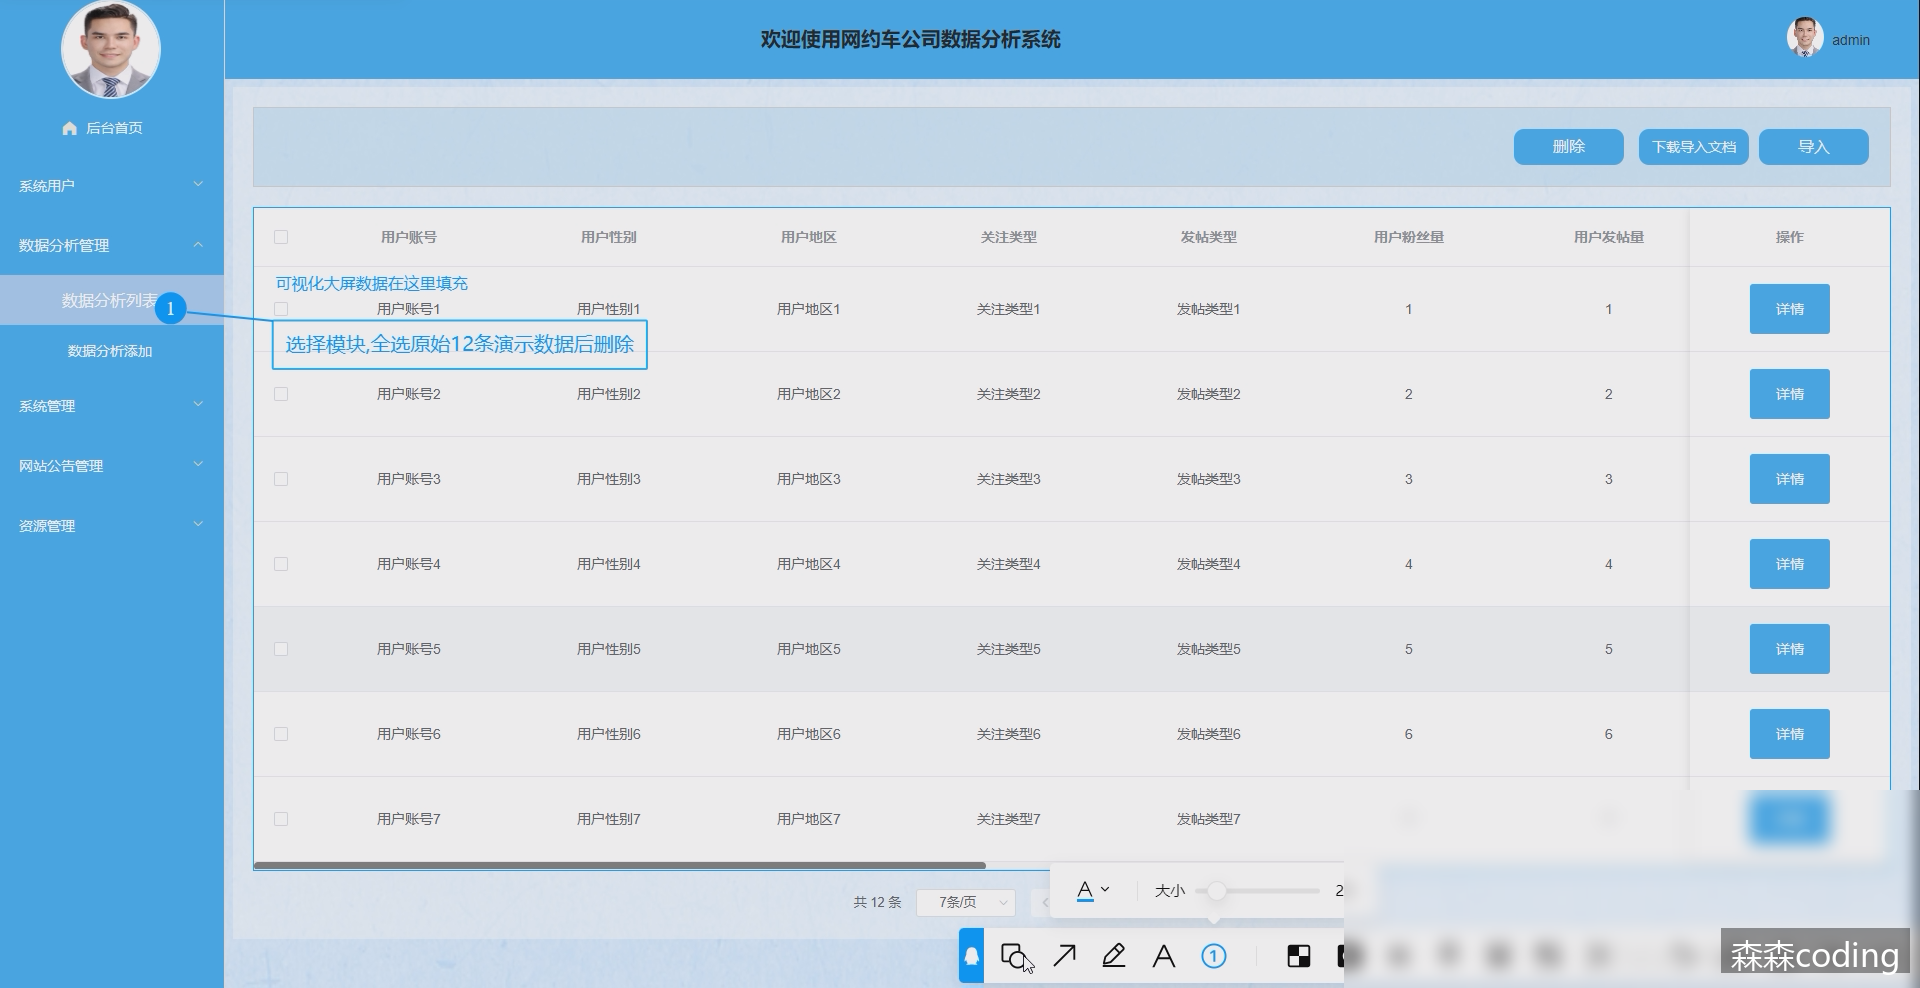 欢迎使用网约车公司数据分析系统
admin
后台首页
系统用户
数据分析管理
数据分析列表
1
数据分析添加
系统管理
网站公告管理
资源管理
删除 下载导入文档 导入
用户账号 用户性别 用户地区 关注类型 发帖类型 用户粉丝量 用户发帖量 操作
可视化大屏数据在这里填充
用户账号1 用户性别1 用户地区1 关注类型1 发帖类型1 1 1 详情
选择模块,全选原始12条演示数据后删除
用户账号2 用户性别2 用户地区2 关注类型2 发帖类型2 2 2 详情
用户账号3 用户性别3 用户地区3 关注类型3 发帖类型3 3 3 详情
用户账号4 用户性别4 用户地区4 关注类型4 发帖类型4 4 4 详情
用户账号5 用户性别5 用户地区5 关注类型5 发帖类型5 5 5 详情
用户账号6 用户性别6 用户地区6 关注类型6 发帖类型6 6 6 详情
用户账号7 用户性别7 用户地区7 关注类型7 发帖类型7
共 12 条 7条/页
A 大小 2
A 1
森森coding